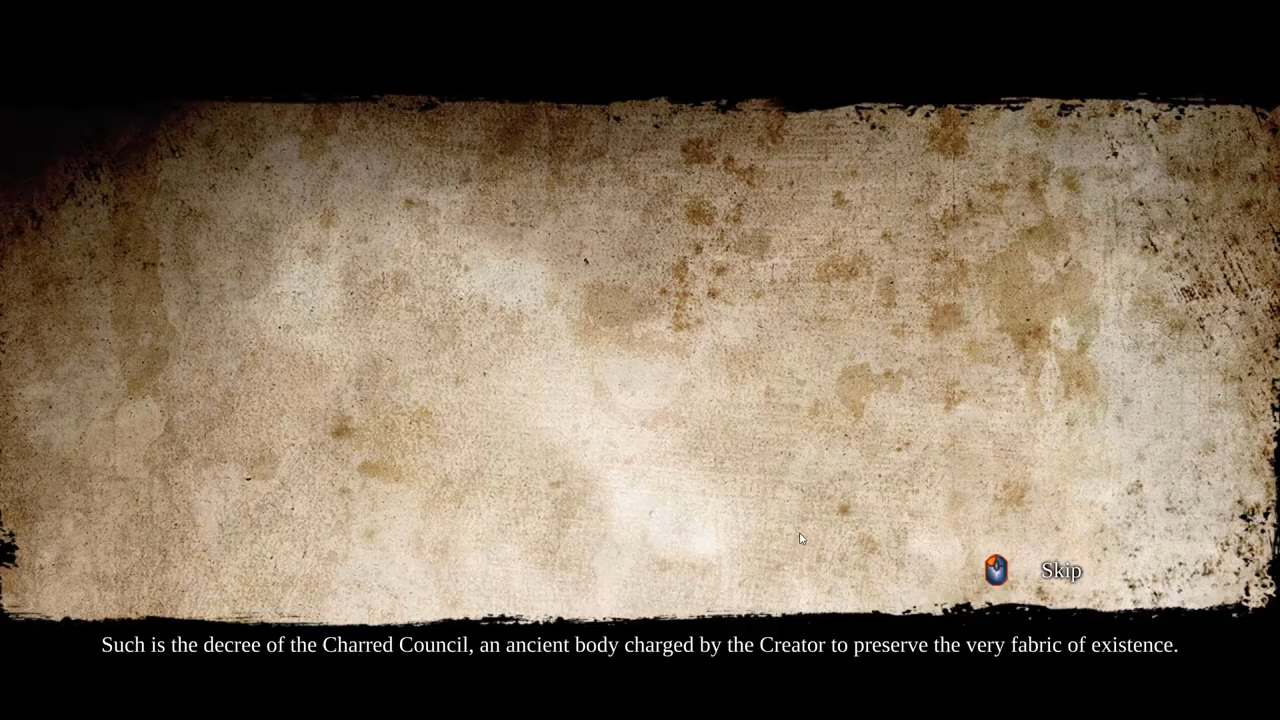 Skip
Such is the decree of the Charred Council, an ancient body charged by the Creator to preserve the very fabric of existence.